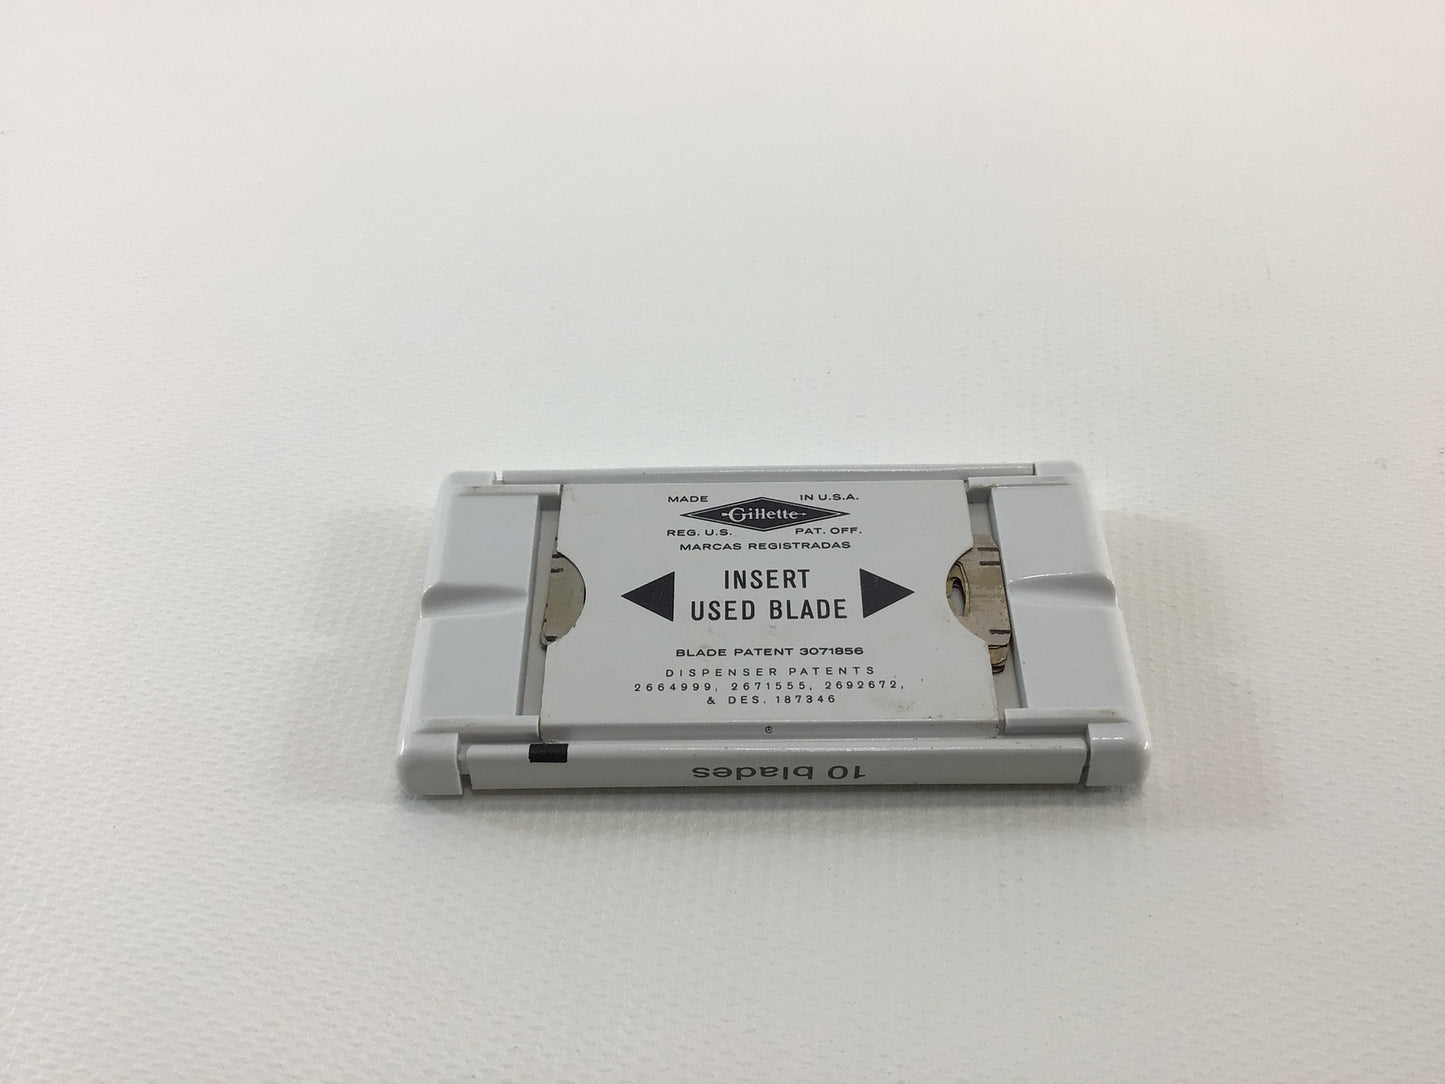 MADE IN U.S.A.
Gillette
REG. U.S. PAT. OFF.
MARCAS REGISTRADAS
INSERT
USED BLADE
BLADE PATENT 3071856
DISPENSER PATENTS
2664999, 2671555, 2692672,
& DES. 187346
10 blades